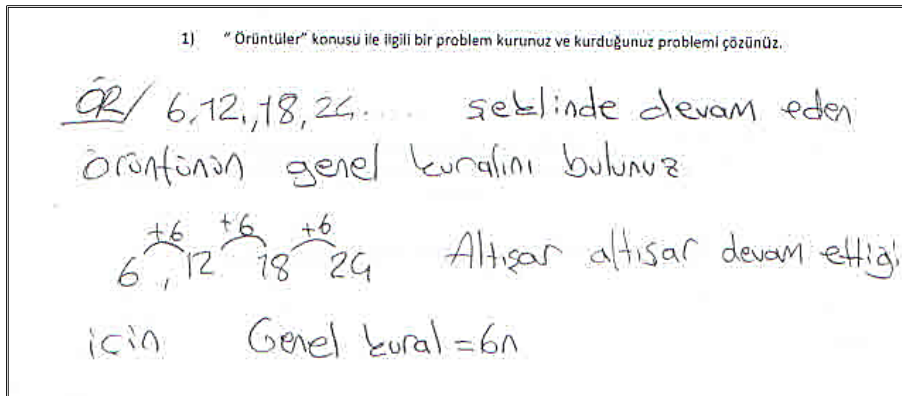 1) " Örüntüler" konusu ile ilgili bir problem kurunuz ve kurduğunuz problemi çözünüz.
ÖR/ 6,12,,18,24.... şeklinde devam eden
örüntünün genel kuralını bulunuz
+6 +6 +6
6, 12 18 24 Altışar altışar devam ettiği
için Genel kural = 6n